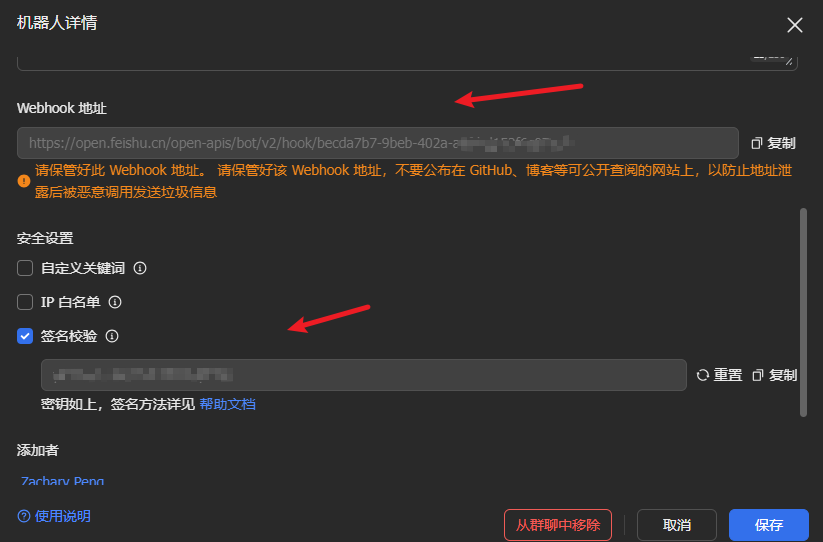 机器人详情
Webhook 地址
https://open.feishu.cn/open-apis/bot/v2/hook/becda7b7-9beb-402a-a
复制
请保管好此 Webhook 地址。 请保管好该 Webhook 地址，不要公布在 GitHub、博客等可公开查阅的网站上，以防止地址泄
露后被恶意调用发送垃圾信息
安全设置
自定义关键词
IP 白名单
签名校验
重置 复制
密钥如上，签名方法详见 帮助文档
添加者
Zachary Peng
使用说明
从群聊中移除 取消 保存